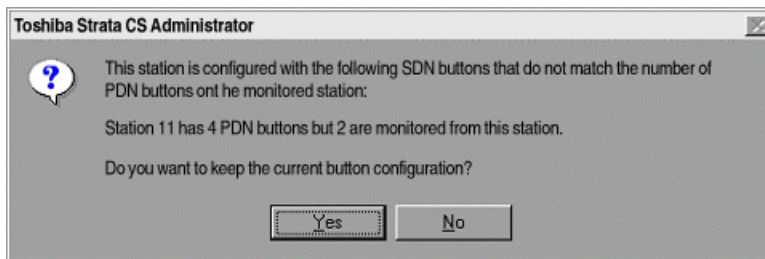 Toshiba Strata CS Administrator
This station is configured with the following SDN buttons that do not match the number of
PDN buttons ont he monitored station:
Station 11 has 4 PDN buttons but 2 are monitored from this station.
Do you want to keep the current button configuration?
Yes No